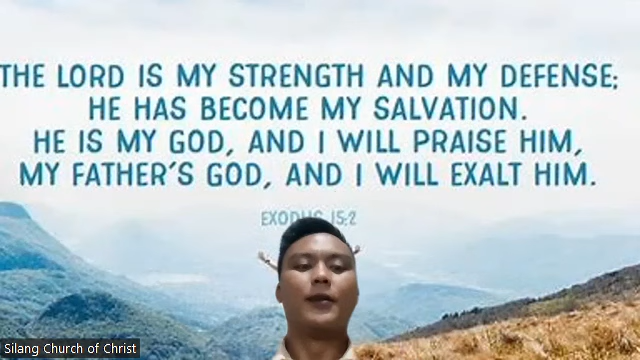 THE LORD IS MY STRENGTH AND MY DEFENSE;
HE HAS BECOME MY SALVATION.
HE IS MY GOD, AND I WILL PRAISE HIM,
MY FATHER'S GOD, AND I WILL EXALT HIM.
EXODUS 15:2
Silang Church of Christ